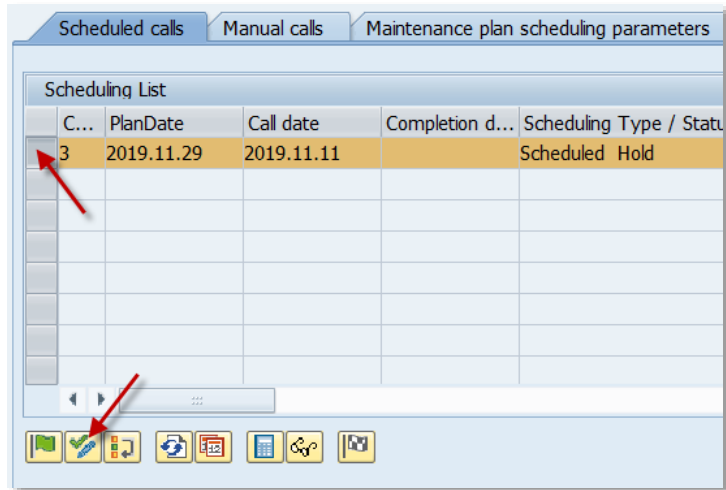 Scheduled calls Manual calls Maintenance plan scheduling parameters
Scheduling List
C... PlanDate Call date Completion d... Scheduling Type / Statu
3 2019.11.29 2019.11.11 Scheduled Hold